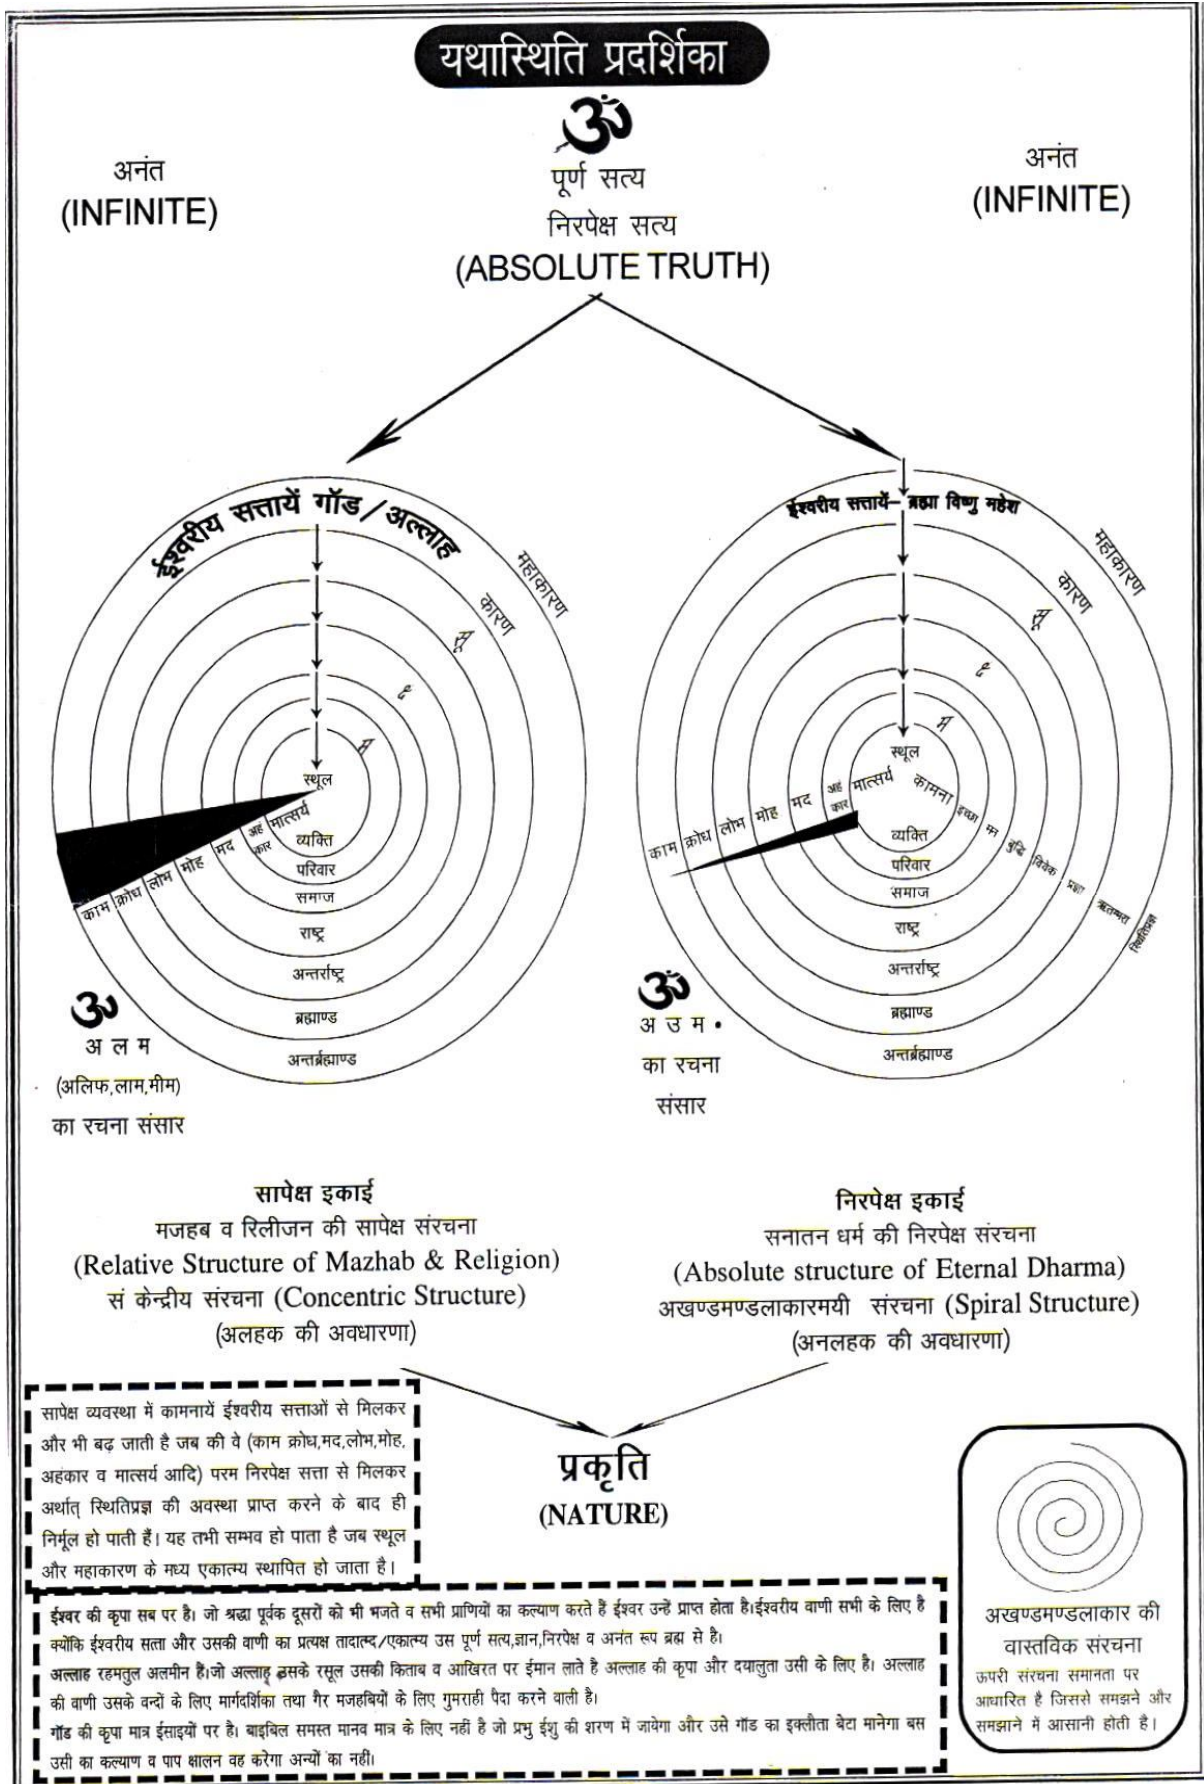 यथास्थिति प्रदर्शिका
ॐ
पूर्ण सत्य
निरपेक्ष सत्य
(ABSOLUTE TRUTH)
अनंत
(INFINITE)
अनंत
(INFINITE)
ईश्वरीय सत्तायें गॉड/अल्लाह
महाकारण
कारण
सू
क्ष्
म
स्थूल
काम क्रोध लोभ मोह मद अहंकार मात्सर्य
व्यक्ति
परिवार
समाज
राष्ट्र
अन्तर्राष्ट्र
ब्रह्माण्ड
अन्तर्ब्रह्माण्ड
अ ल म
(अलिफ,लाम,मीम)
का रचना संसार
ईश्वरीय सत्तायें– ब्रह्मा विष्णु महेश
महाकारण
कारण
सू
क्ष्
म
स्थूल
काम क्रोध लोभ मोह मद अहंकार मात्सर्य
कामना इच्छा मन बुद्धि विवेक प्रज्ञा ऋतम्भरा स्थितिप्रज्ञ
व्यक्ति
परिवार
समाज
राष्ट्र
अन्तर्राष्ट्र
ब्रह्माण्ड
अन्तर्ब्रह्माण्ड
ॐ
अ उ म •
का रचना
संसार
सापेक्ष इकाई
मजहब व रिलीजन की सापेक्ष संरचना
(Relative Structure of Mazhab & Religion)
सं केन्द्रीय संरचना (Concentric Structure)
(अलहक की अवधारणा)
निरपेक्ष इकाई
सनातन धर्म की निरपेक्ष संरचना
(Absolute structure of Eternal Dharma)
अखण्डमण्डलाकारमयी संरचना (Spiral Structure)
(अनलहक की अवधारणा)
सापेक्ष व्यवस्था में कामनायें ईश्वरीय सत्ताओं से मिलकर
और भी बढ़ जाती है जब की वे (काम क्रोध,मद,लोभ,मोह,
अहंकार व मात्सर्य आदि) परम निरपेक्ष सत्ता से मिलकर
अर्थात् स्थितिप्रज्ञ की अवस्था प्राप्त करने के बाद ही
निर्मूल हो पाती हैं। यह तभी सम्भव हो पाता है जब स्थूल
और महाकारण के मध्य एकात्म्य स्थापित हो जाता है।
प्रकृति
(NATURE)
अखण्डमण्डलाकार की
वास्तविक संरचना
ऊपरी संरचना समानता पर
आधारित है जिससे समझने और
समझाने में आसानी होती है।
ईश्वर की कृपा सब पर है। जो श्रद्धा पूर्वक दूसरों को भी भजते व सभी प्राणियों का कल्याण करते हैं ईश्वर उन्हें प्राप्त होता है।ईश्वरीय वाणी सभी के लिए है
क्योंकि ईश्वरीय सत्ता और उसकी वाणी का प्रत्यक्ष तादात्म्य/एकात्म्य उस पूर्ण सत्य,ज्ञान,निरपेक्ष व अनंत रूप ब्रह्म से है।
अल्लाह रहमतुल अलमीन हैं।जो अल्लाह उसके रसूल उसकी किताब व आखिरत पर ईमान लाते है अल्लाह की कृपा और दयालुता उसी के लिए है। अल्लाह
की वाणी उसके वन्दों के लिए मार्गदर्शिका तथा गैर मजहबियों के लिए गुमराही पैदा करने वाली है।
गॉड की कृपा मात्र ईसाइयों पर है। बाइबिल समस्त मानव मात्र के लिए नहीं है जो प्रभु ईशु की शरण में जायेगा और उसे गॉड का इक्लौता बेटा मानेगा बस
उसी का कल्याण व पाप क्षालन वह करेगा अन्यों का नहीं।